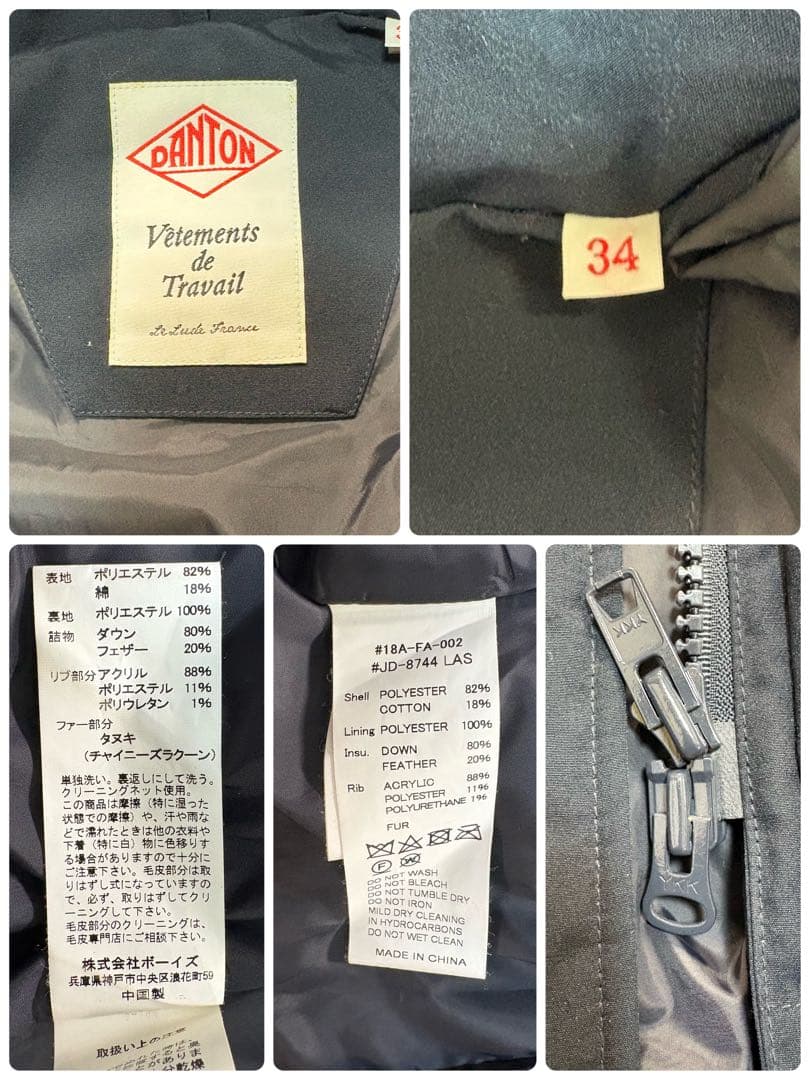 DANTON
Vêtements
de
Travail
Le Lude France
34
表地 ポリエステル 82%
綿 18%
裏地 ポリエステル 100%
詰物 ダウン 80%
フェザー 20%
リブ部分 アクリル 88%
ポリエステル 11%
ポリウレタン 1%
ファー部分
タヌキ
(チャイニーズラクーン)
単独洗い。裏返しにして洗う。
クリーニングネット使用。
この商品は摩擦（特に湿った
状態での摩擦）や、汗や雨な
どで濡れたときは他の衣料や
下着（特に白）物に色移りす
る場合がありますので十分に
ご注意下さい。毛皮部分は取
りはずし式になっていますの
で、必ず、取りはずしてクリ
ーニングして下さい。
毛皮部分のクリーニングは、
毛皮専門店にご相談下さい。
株式会社ボーイズ
兵庫県神戸市中央区浪花町59
中国製
取扱い上の注意
#18A-FA-002
#JD-8744 LAS
Shell POLYESTER 82%
COTTON 18%
Lining POLYESTER 100%
Insu. DOWN 80%
FEATHER 20%
Rib ACRYLIC 88%
POLYESTER 11%
POLYURETHANE 1%
FUR
F W
DO NOT WASH
DO NOT BLEACH
DO NOT TUMBLE DRY
DO NOT IRON
MILD DRY CLEANING
IN HYDROCARBONS
DO NOT WET CLEAN
MADE IN CHINA
YKK
YKK